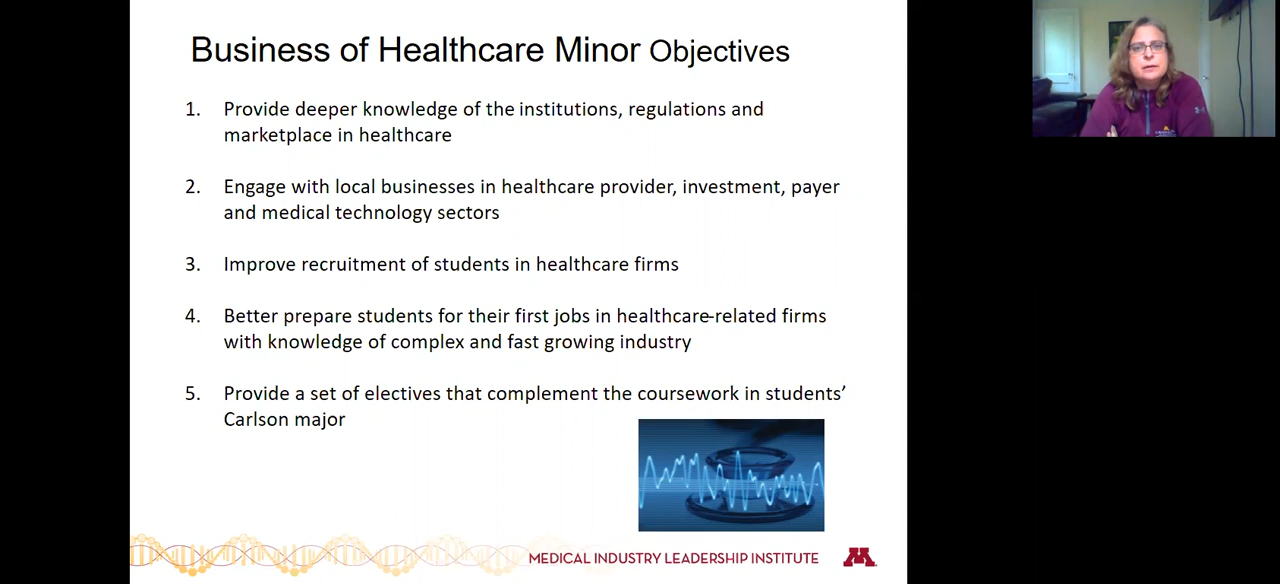 Business of Healthcare Minor Objectives
1. Provide deeper knowledge of the institutions, regulations and
marketplace in healthcare
2. Engage with local businesses in healthcare provider, investment, payer
and medical technology sectors
3. Improve recruitment of students in healthcare firms
4. Better prepare students for their first jobs in healthcare-related firms
with knowledge of complex and fast growing industry
5. Provide a set of electives that complement the coursework in students’
Carlson major
MEDICAL INDUSTRY LEADERSHIP INSTITUTE M